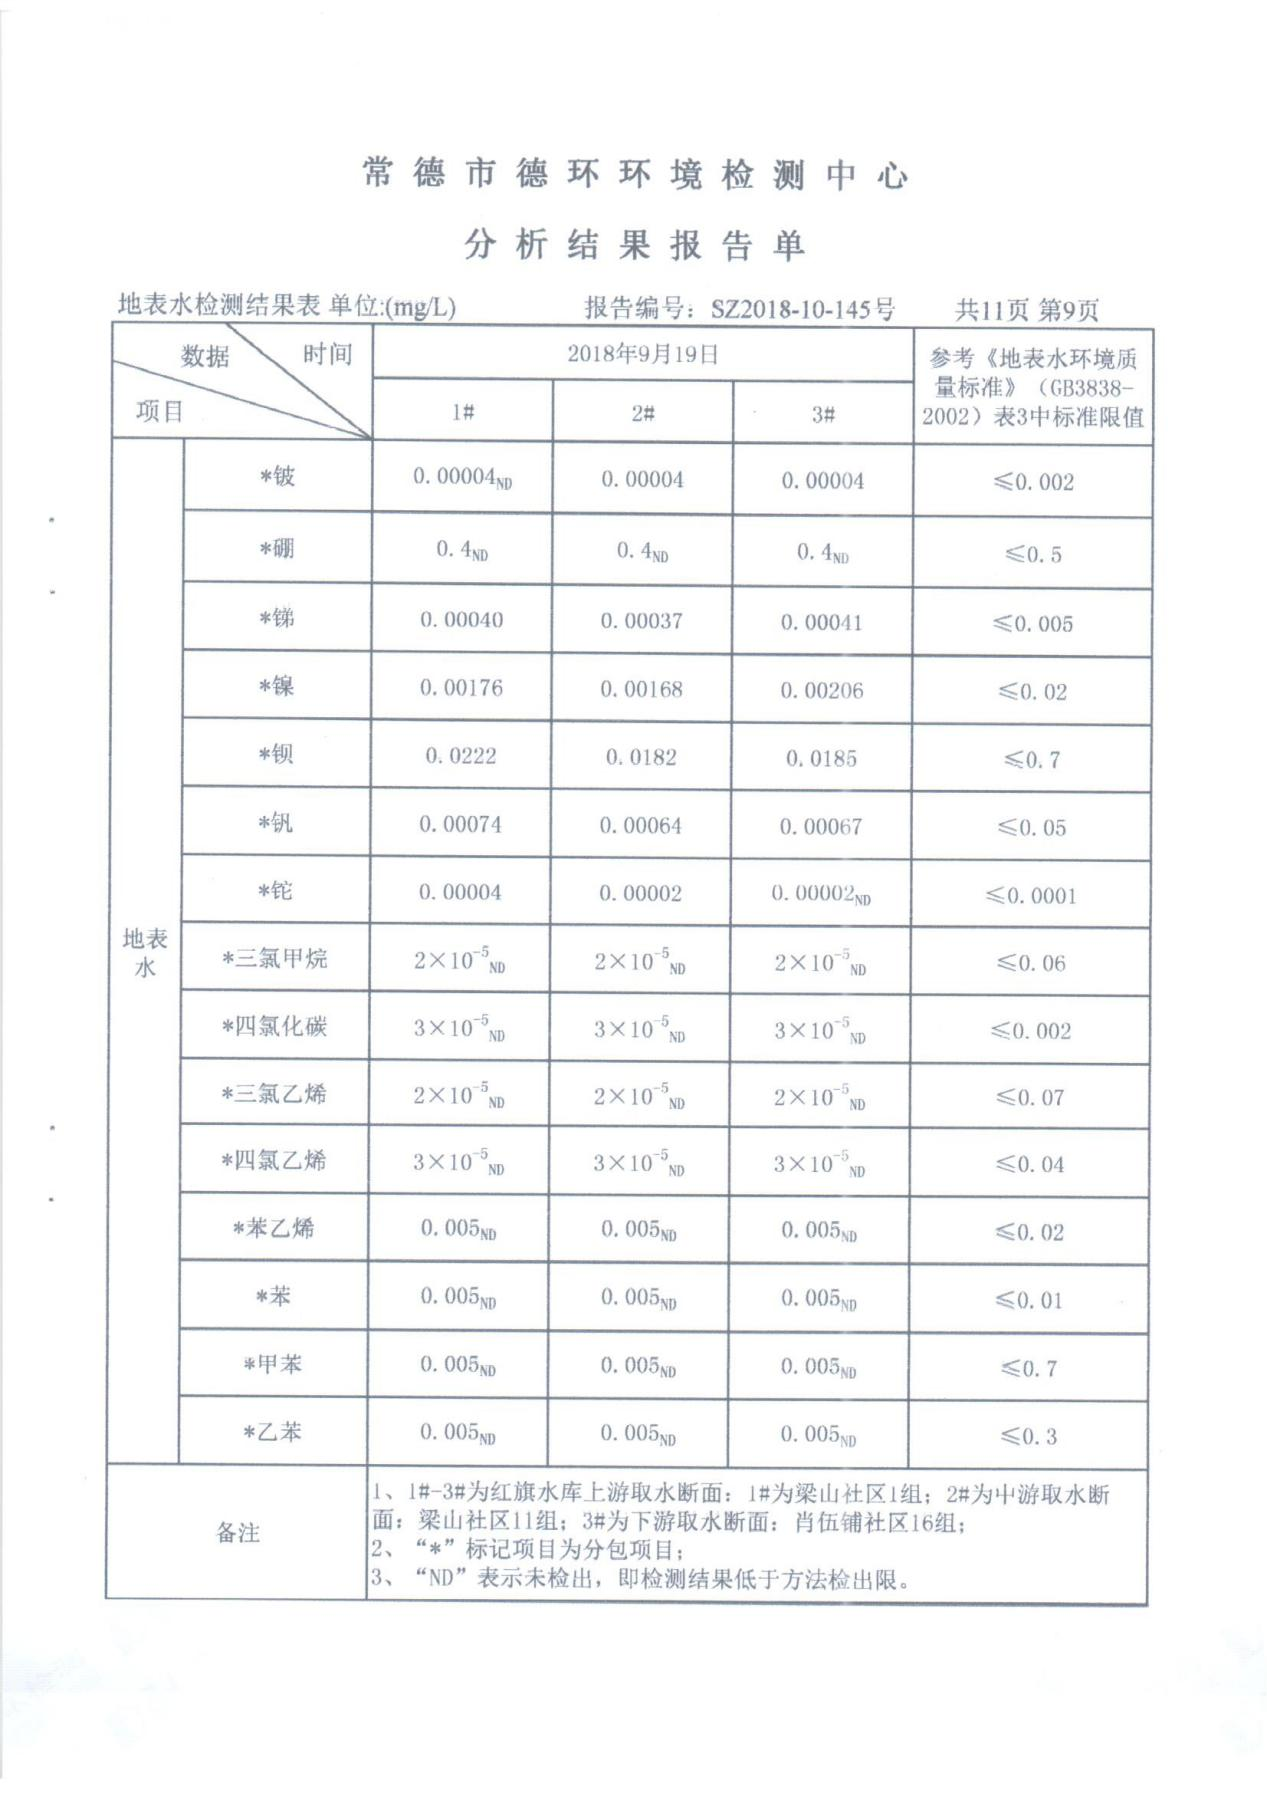 常德市德环环境检测中心
分析结果报告单
地表水检测结果表 单位:(mg/L) 报告编号：SZ2018-10-145号 共11页 第9页
数据 时间 项目 2018年9月19日 参考《地表水环境质
量标准》（GB3838-
2002）表3中标准限值
1# 2# 3#
地表
水
*铍 0.00004ND 0.00004 0.00004 ≤0.002
*硼 0.4ND 0.4ND 0.4ND ≤0.5
*锑 0.00040 0.00037 0.00041 ≤0.005
*镍 0.00176 0.00168 0.00206 ≤0.02
*钡 0.0222 0.0182 0.0185 ≤0.7
*钒 0.00074 0.00064 0.00067 ≤0.05
*铊 0.00004 0.00002 0.00002ND ≤0.0001
*三氯甲烷 2×10⁻⁵ND 2×10⁻⁵ND 2×10⁻⁵ND ≤0.06
*四氯化碳 3×10⁻⁵ND 3×10⁻⁵ND 3×10⁻⁵ND ≤0.002
*三氯乙烯 2×10⁻⁵ND 2×10⁻⁵ND 2×10⁻⁵ND ≤0.07
*四氯乙烯 3×10⁻⁵ND 3×10⁻⁵ND 3×10⁻⁵ND ≤0.04
*苯乙烯 0.005ND 0.005ND 0.005ND ≤0.02
*苯 0.005ND 0.005ND 0.005ND ≤0.01
*甲苯 0.005ND 0.005ND 0.005ND ≤0.7
*乙苯 0.005ND 0.005ND 0.005ND ≤0.3
备注
1、1#-3#为红旗水库上游取水断面：1#为梁山社区1组；2#为中游取水断
面：梁山社区11组；3#为下游取水断面：肖伍铺社区16组；
2、“*”标记项目为分包项目；
3、“ND”表示未检出，即检测结果低于方法检出限。